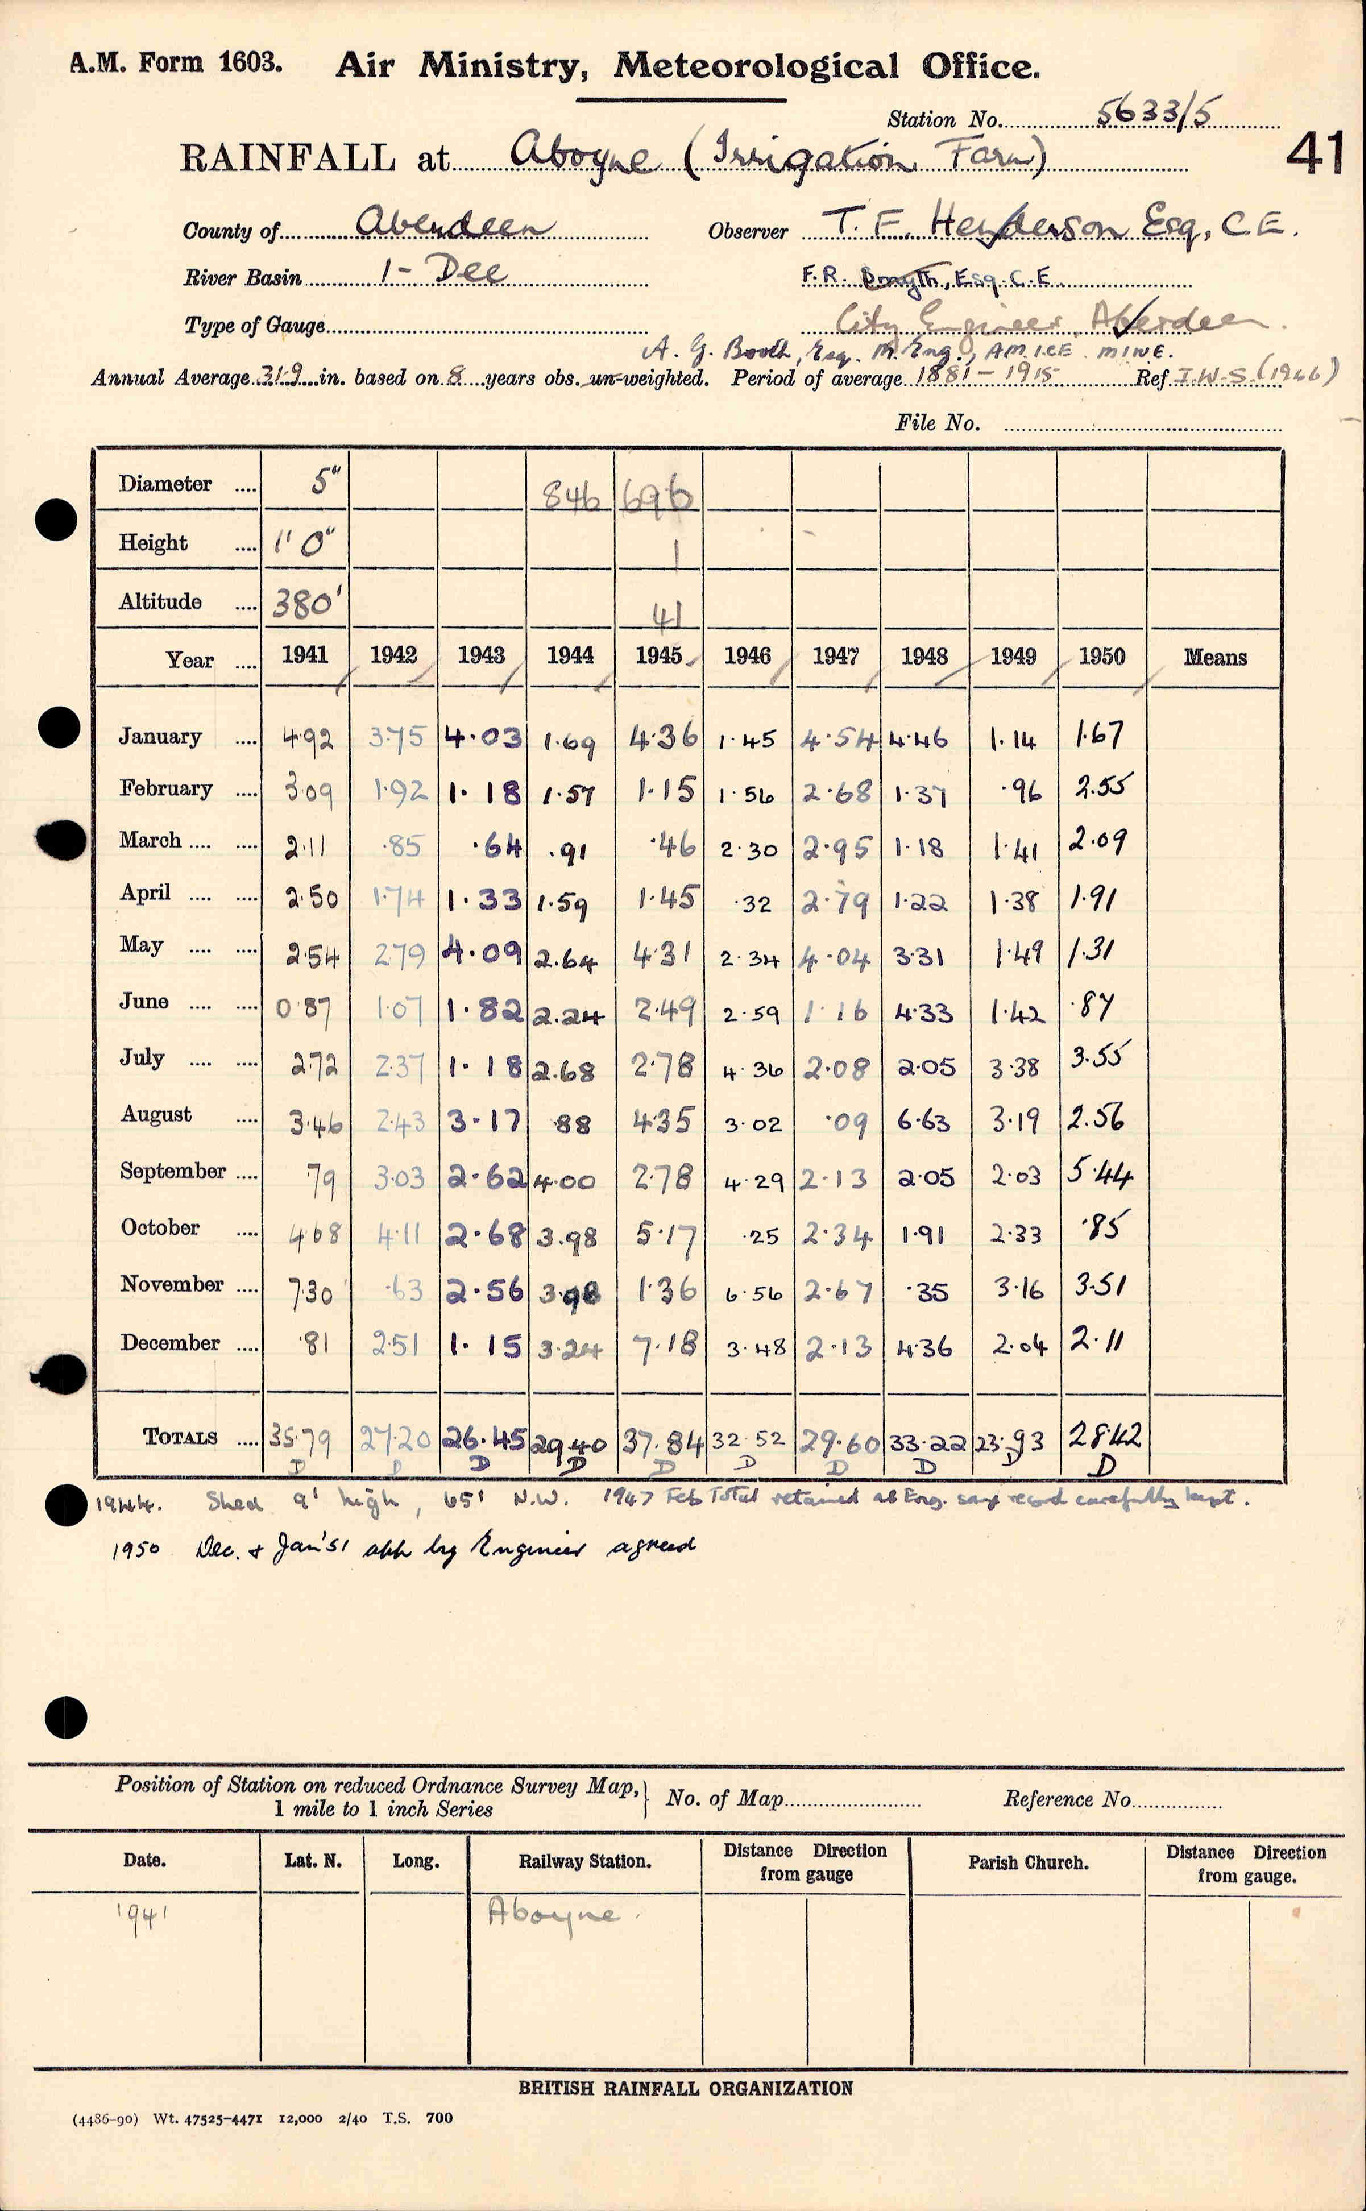 A.M. Form 1603. Air Ministry, Meteorological Office.
Station No. 5633/5
RAINFALL at Aboyne (Irrigation Farm) 41
County of Aberdeen Observer T. F. Henderson Esq, C.E.
River Basin 1- Dee F.R. Smyth, Esq. C.E.
Type of Gauge City Engineer, Aberdeen.
A. G. Booth, Esq. M.Eng., A.M.I.C.E. M.I.W.E.
Annual Average 31.9 in. based on 8 years obs. un-weighted. Period of average 1881-1915 Ref I.W.S. (1946)
File No.
Diameter .... 5" 846 696
Height .... 1'0" 1
Altitude .... 380' 41
Year .... 1941 1942 1943 1944 1945 1946 1947 1948 1949 1950 Means
January .... 4.92 3.75 4.03 1.69 4.36 1.45 4.54 4.46 1.14 1.67
February .... 3.09 1.92 1.18 1.57 1.15 1.56 2.68 1.37 .96 2.55
March .... .... 2.11 .85 .64 .91 .46 2.30 2.95 1.18 1.41 2.09
April .... .... 2.50 1.74 1.33 1.59 1.45 .32 2.79 1.22 1.38 1.91
May .... .... 2.54 2.79 4.09 2.64 4.31 2.34 4.04 3.31 1.49 1.31
June .... .... 0.87 1.07 1.82 2.24 2.49 2.59 1.16 4.33 1.42 .87
July .... .... 2.72 2.37 1.18 2.68 2.78 4.36 2.08 2.05 3.38 3.55
August .... 3.46 2.43 3.17 .88 4.35 3.02 .09 6.63 3.19 2.56
September .... .79 3.03 2.62 4.00 2.78 4.29 2.13 2.05 2.03 5.44
October .... 4.68 4.11 2.68 3.98 5.17 .25 2.34 1.91 2.33 .85
November .... 7.30 .63 2.56 3.98 1.36 6.56 2.67 .35 3.16 3.51
December .... .81 2.51 1.15 3.24 7.18 3.48 2.13 4.36 2.04 2.11
TOTALS .... 35.79 27.20 26.45 29.40 37.84 32.52 29.60 33.22 23.93 28.42
D D D D D D D D D D
1944. Shed 9' high, 65' N.W. 1947 Feb Total retained as Eng. says record carefully kept.
1950 Dec. & Jan '51 app by Engineer agreed
Position of Station on reduced Ordnance Survey Map, 1 mile to 1 inch Series } No. of Map Reference No.
Date. Lat. N. Long. Railway Station. Distance Direction from gauge Parish Church. Distance Direction from gauge.
1941 Aboyne.
BRITISH RAINFALL ORGANIZATION
(4486-90) Wt. 47525-4471 12,000 2/40 T.S. 700